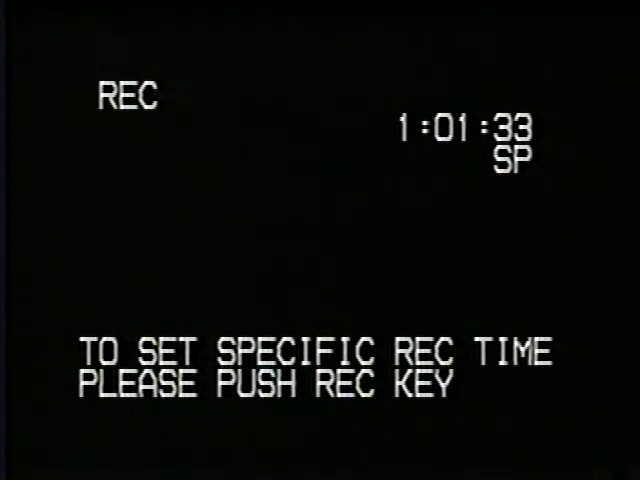 REC
1:01:33
SP
TO SET SPECIFIC REC TIME
PLEASE PUSH REC KEY